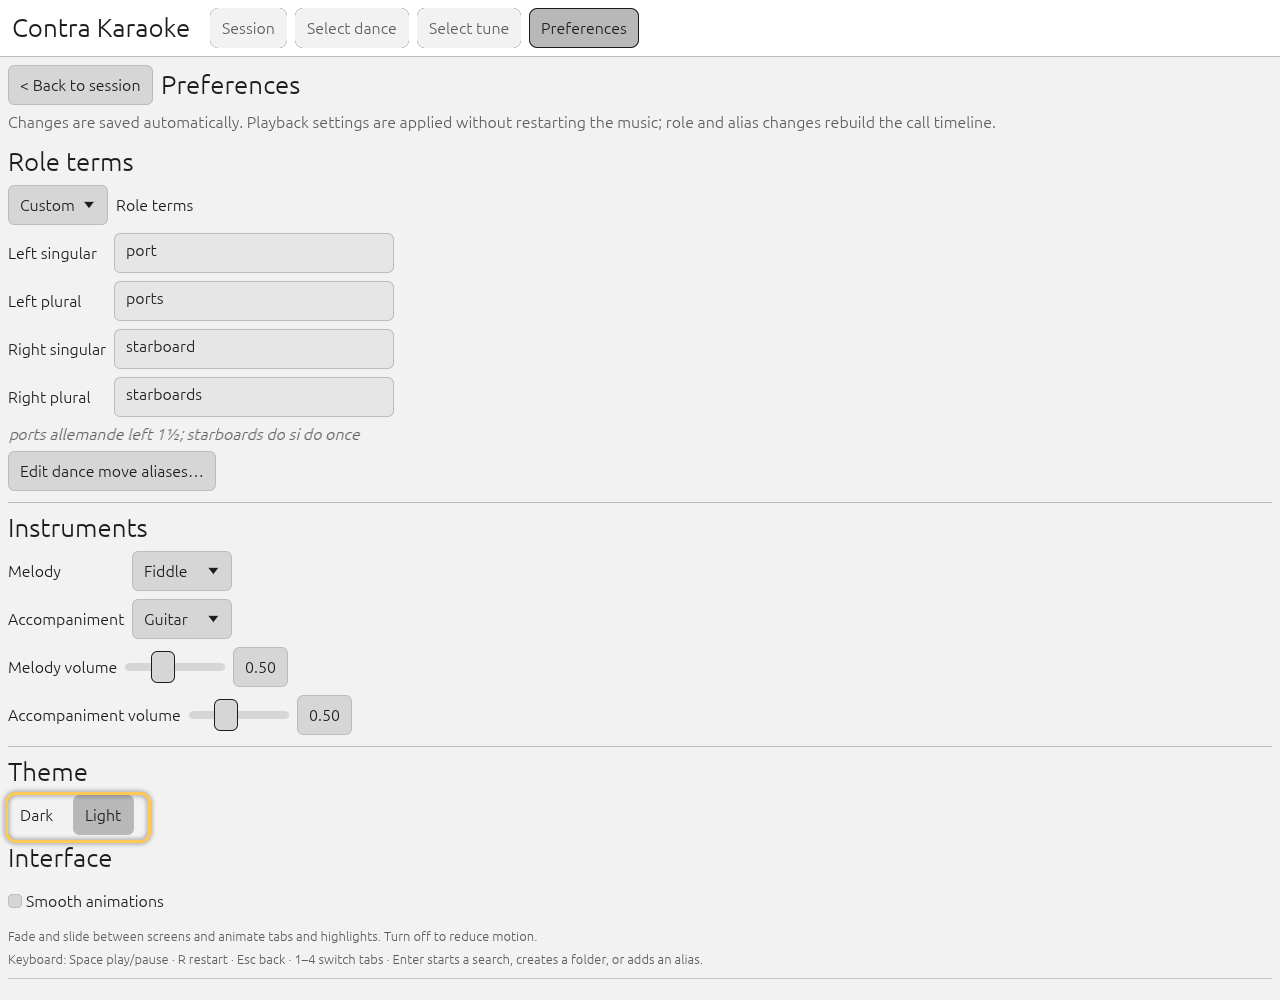 Contra Karaoke Session Select dance Select tune Preferences
< Back to session Preferences
Changes are saved automatically. Playback settings are applied without restarting the music; role and alias changes rebuild the call timeline.
Role terms
Custom Role terms
Left singular port
Left plural ports
Right singular starboard
Right plural starboards
ports allemande left 1½; starboards do si do once
Edit dance move aliases…
Instruments
Melody Fiddle
Accompaniment Guitar
Melody volume 0.50
Accompaniment volume 0.50
Theme
Dark Light
Interface
Smooth animations
Fade and slide between screens and animate tabs and highlights. Turn off to reduce motion.
Keyboard: Space play/pause · R restart · Esc back · 1–4 switch tabs · Enter starts a search, creates a folder, or adds an alias.